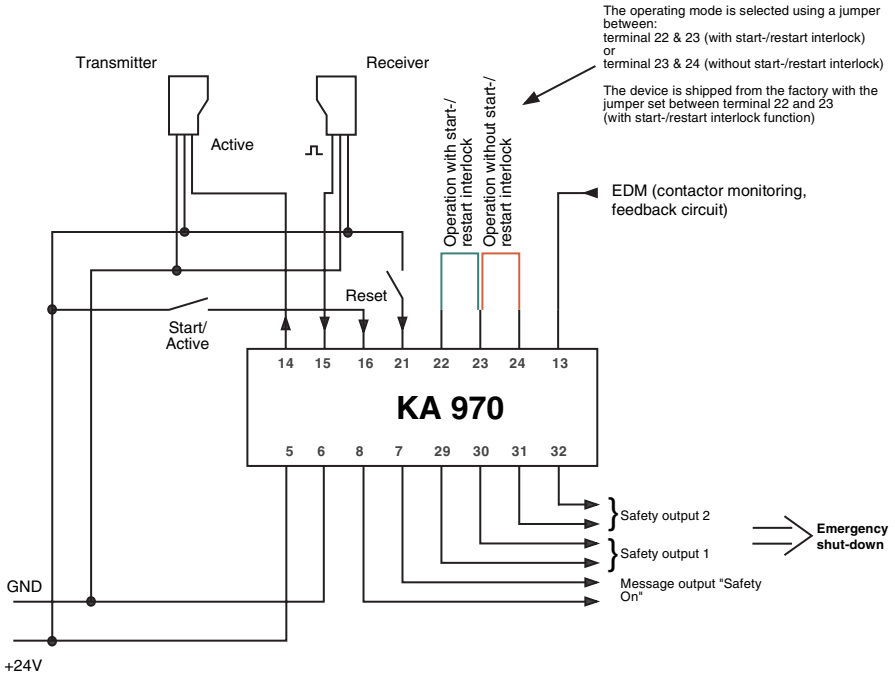 The operating mode is selected using a jumper
between:
terminal 22 & 23 (with start-/restart interlock)
or
terminal 23 & 24 (without start-/restart interlock)
The device is shipped from the factory with the
jumper set between terminal 22 and 23
(with start-/restart interlock function)
Transmitter
Receiver
Active
Operation with start-/
restart interlock
Operation without start-/
restart interlock
EDM (contactor monitoring,
feedback circuit)
Reset
Start/
Active
14 15 16 21 22 23 24 13
KA 970
5 6 8 7 29 30 31 32
Safety output 2
Safety output 1
Emergency
shut-down
Message output "Safety
On"
GND
+24V